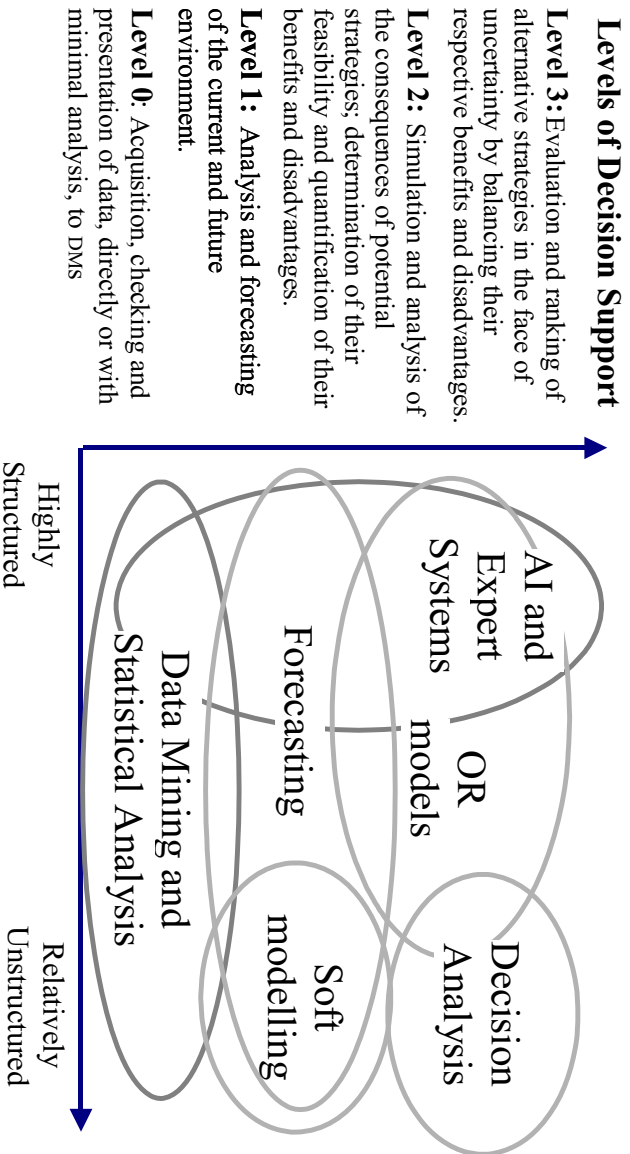 Levels of Decision Support
Level 3: Evaluation and ranking of
alternative strategies in the face of
uncertainty by balancing their
respective benefits and disadvantages.
Level 2: Simulation and analysis of
the consequences of potential
strategies; determination of their
feasibility and quantification of their
benefits and disadvantages.
Level 1: Analysis and forecasting
of the current and future
environment.
Level 0: Acquisition, checking and
presentation of data, directly or with
minimal analysis, to DMs
AI and
Expert
Systems
OR
models
Decision
Analysis
Forecasting
Soft
modelling
Data Mining and
Statistical Analysis
Highly
Structured
Relatively
Unstructured